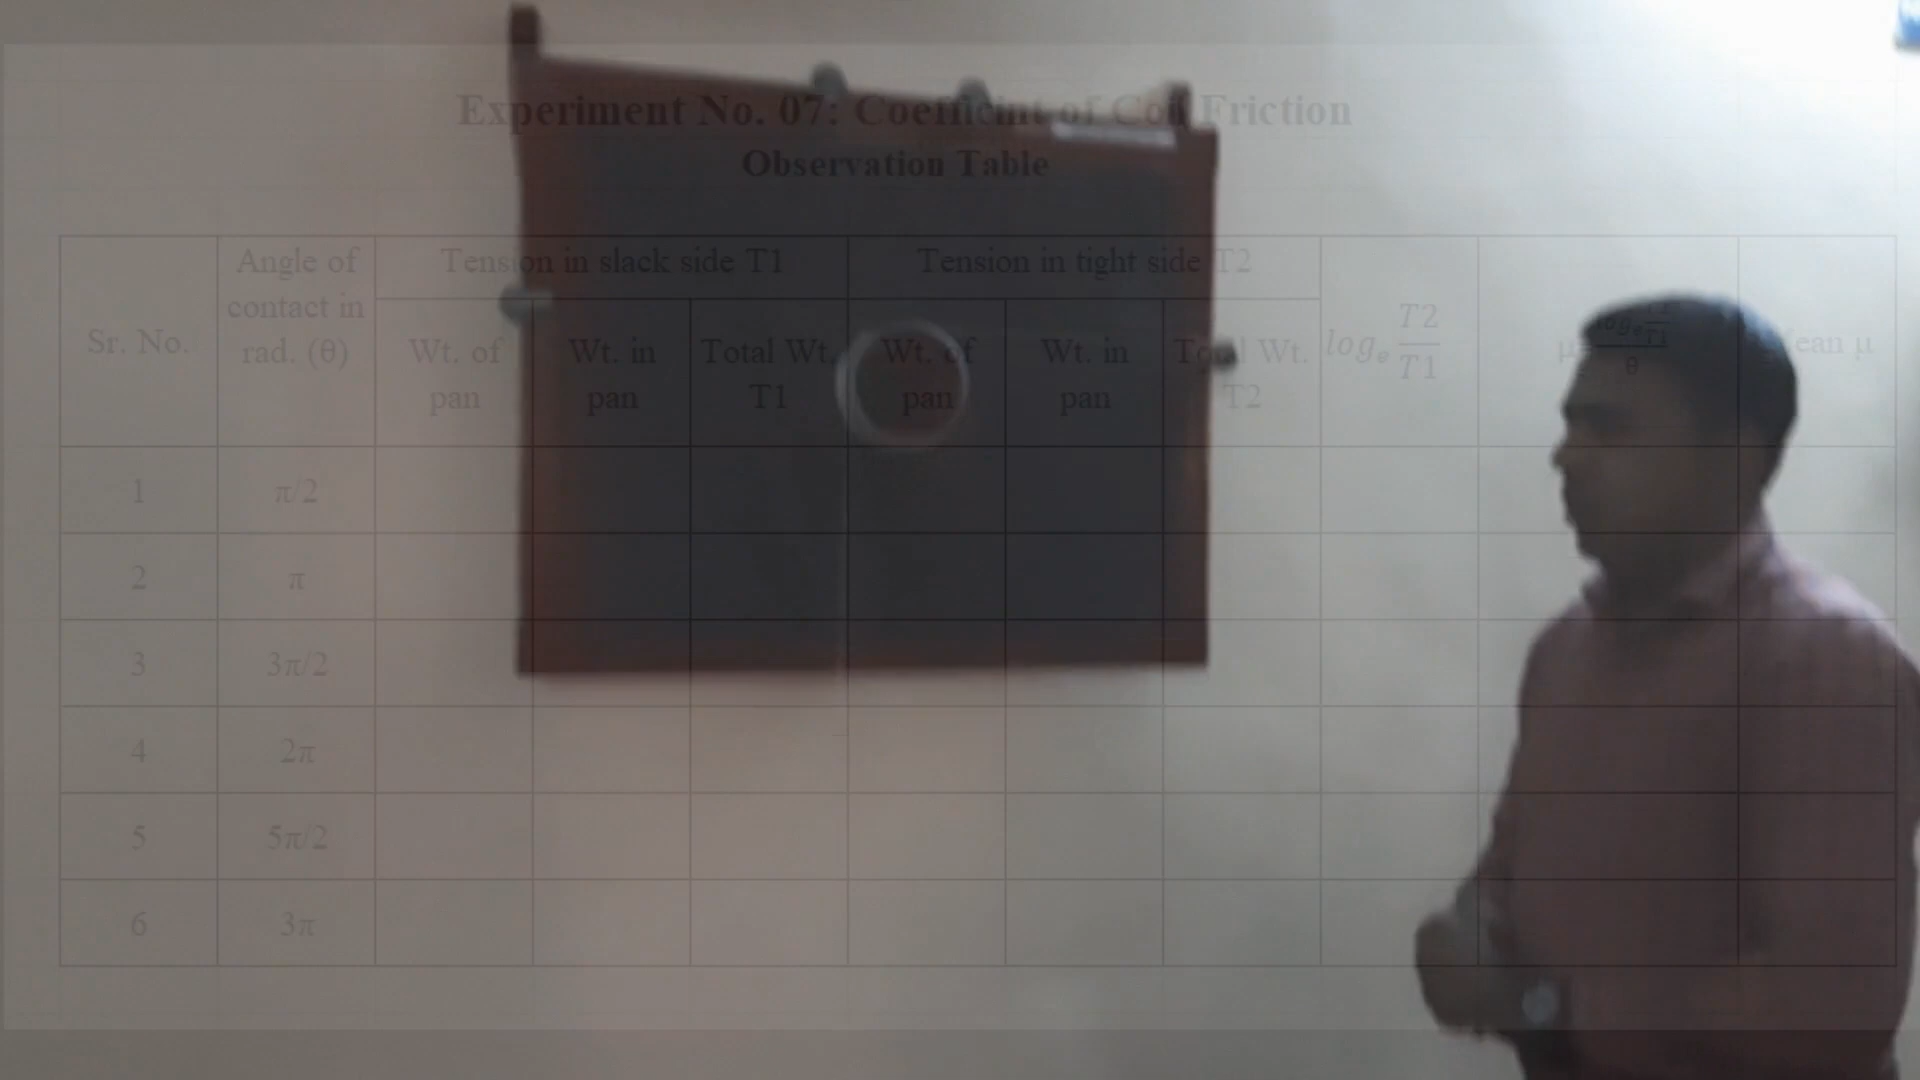 Experiment No. 07: Coefficint of Coil Friction
Observation Table
Sr. No.
Angle of
contact in
rad. (θ)
Tension in slack side T1
Tension in tight side T2
Wt. of
pan
Wt. in
pan
Total Wt.
T1
Wt. of
pan
Wt. in
pan
Total Wt.
T2
logₑ T2/T1
Mean μ
1 π/2
2 π
3 3π/2
4 2π
5 5π/2
6 3π